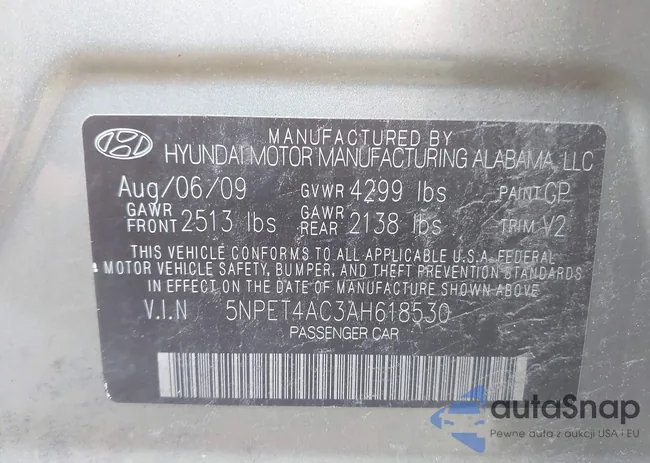 MANUFACTURED BY
HYUNDAI MOTOR MANUFACTURING ALABAMA, LLC
Aug/06/09 GVWR 4299 lbs PAINT GP
GAWR FRONT 2513 lbs GAWR REAR 2138 lbs TRIM V2
THIS VEHICLE CONFORMS TO ALL APPLICABLE U.S.A. FEDERAL
MOTOR VEHICLE SAFETY, BUMPER, AND THEFT PREVENTION STANDARDS
IN EFFECT ON THE DATE OF MANUFACTURE SHOWN ABOVE.
V.I.N 5NPET4AC3AH618530
PASSENGER CAR
autaSnap
Pewne auta z aukcji USA i EU